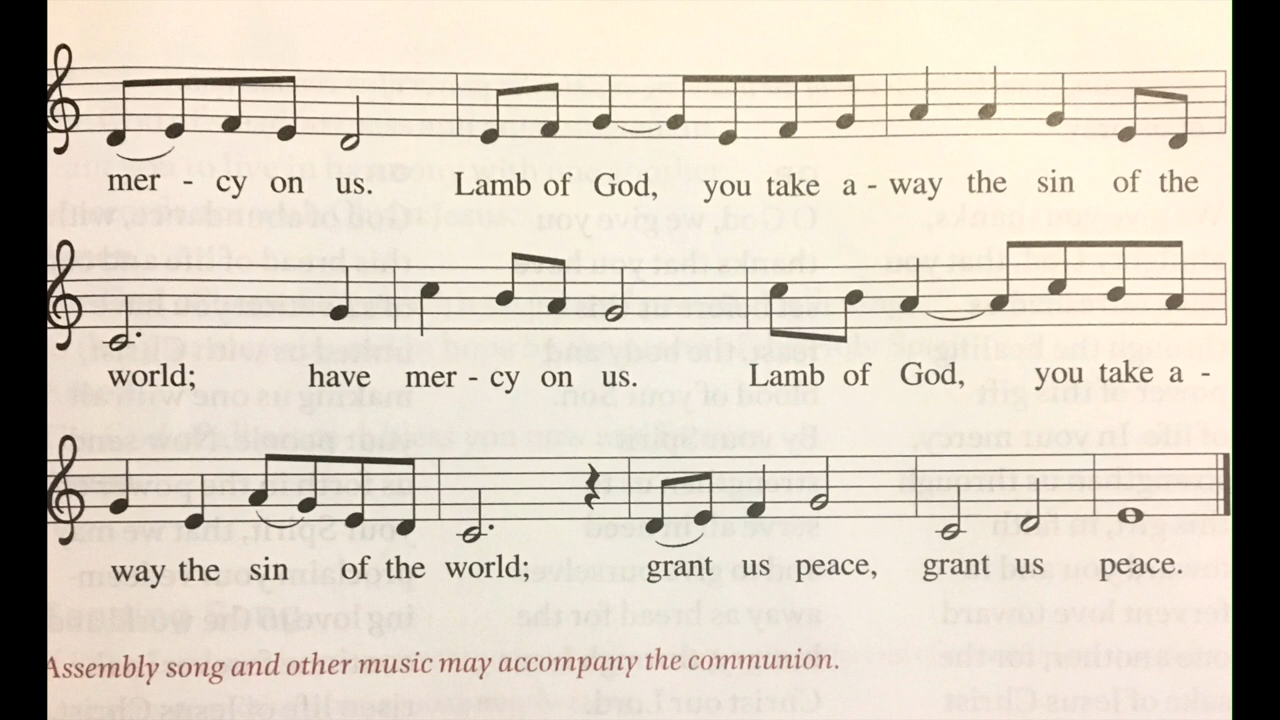 mer - cy on us. Lamb of God, you take a - way the sin of the
world; have mer - cy on us. Lamb of God, you take a -
way the sin of the world; grant us peace, grant us peace.
Assembly song and other music may accompany the communion.